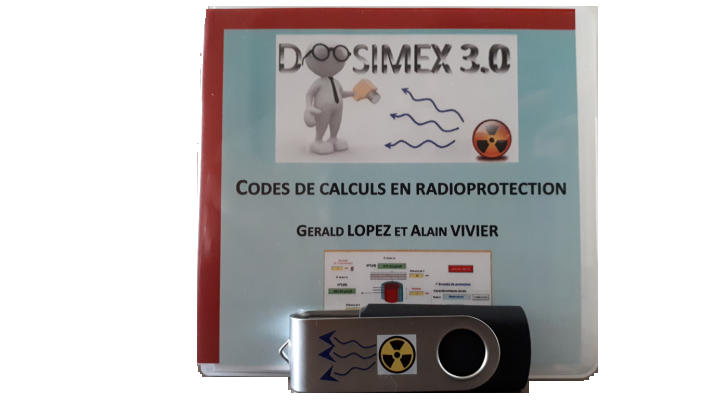 DOSIMEX 3.0
CODES DE CALCULS EN RADIOPROTECTION
GERALD LOPEZ ET ALAIN VIVIER